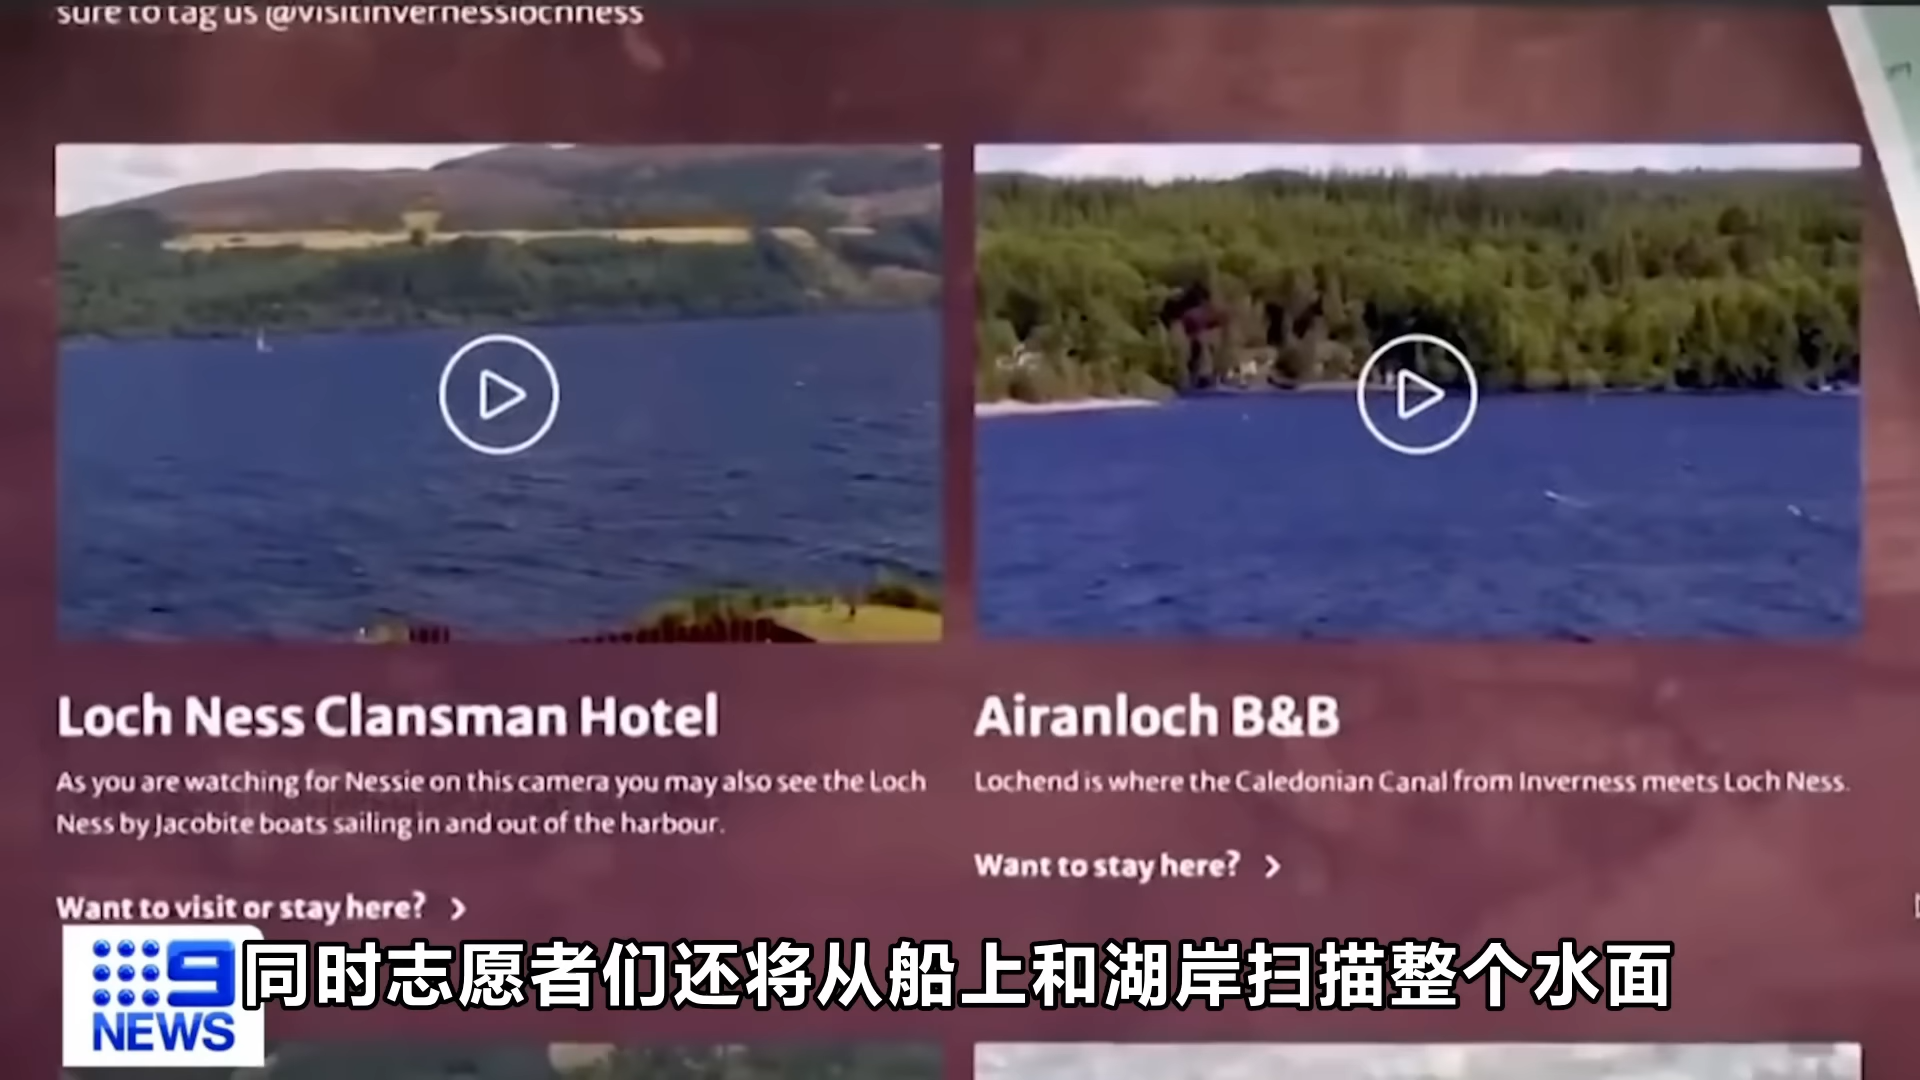 sure to tag us @visitinvernesslochness
Loch Ness Clansman Hotel
As you are watching for Nessie on this camera you may also see the Loch
Ness by Jacobite boats sailing in and out of the harbour.
Want to visit or stay here?
Airanloch B&B
Lochend is where the Caledonian Canal from Inverness meets Loch Ness.
Want to stay here?
9
NEWS
同时志愿者们还将从船上和湖岸扫描整个水面